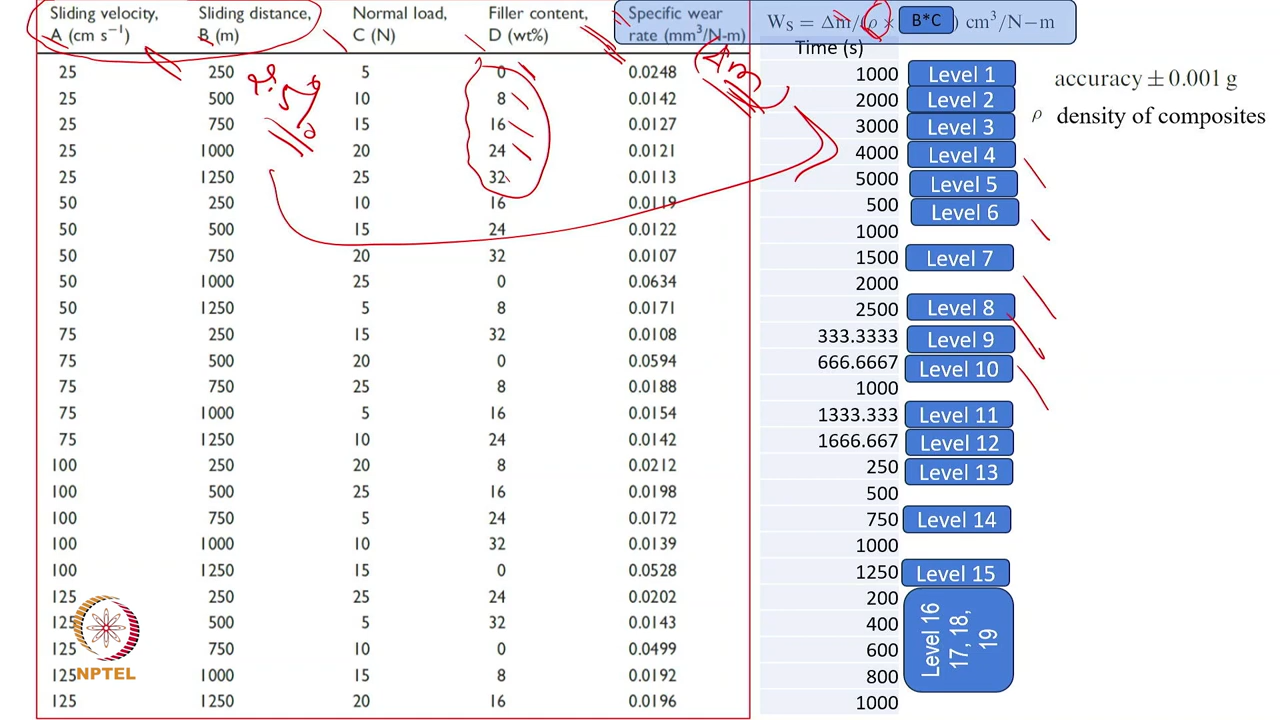 Sliding velocity, Sliding distance, Normal load, Filler content, Specific wear
A (cm s⁻¹) B (m) C (N) D (wt%) rate (mm³/N-m)
Wₛ = Δm/(ρ × B*C ) cm³/N−m
Time (s)
25 250 5 0 0.0248 1000 Level 1
25 500 10 8 0.0142 2000 Level 2
25 750 15 16 0.0127 3000 Level 3
25 1000 20 24 0.0121 4000 Level 4
25 1250 25 32 0.0113 5000 Level 5
50 250 10 16 0.0119 500 Level 6
50 500 15 24 0.0122 1000
50 750 20 32 0.0107 1500 Level 7
50 1000 25 0 0.0634 2000
50 1250 5 8 0.0171 2500 Level 8
75 250 15 32 0.0108 333.3333 Level 9
75 500 20 0 0.0594 666.6667 Level 10
75 750 25 8 0.0188 1000
75 1000 5 16 0.0154 1333.333 Level 11
75 1250 10 24 0.0142 1666.667 Level 12
100 250 20 8 0.0212 250 Level 13
100 500 25 16 0.0198 500
100 750 5 24 0.0172 750 Level 14
100 1000 10 32 0.0139 1000
100 1250 15 0 0.0528 1250 Level 15
125 250 25 24 0.0202 200
125 500 5 32 0.0143 400
125 750 10 0 0.0499 600
125 1000 15 8 0.0192 800
125 1250 20 16 0.0196 1000
Level 16
17, 18,
19
accuracy ± 0.001 g
ρ density of composites
Δm
NPTEL